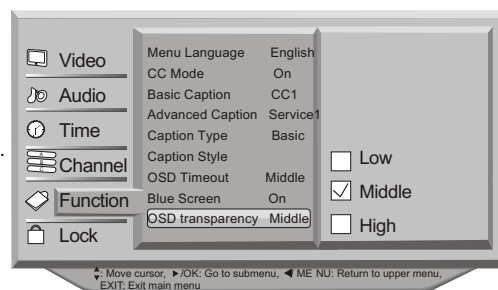 Video
Audio
Time
Channel
Function
Lock
Menu Language English
CC Mode On
Basic Caption CC1
Advanced Caption Service1
Caption Type Basic
Caption Style
OSD Timeout Middle
Blue Screen On
OSD transparency Middle
Low
Middle
High
: Move cursor, ▶/OK: Go to submenu, ◀ ME NU: Return to upper menu,
EXIT: Exit main menu